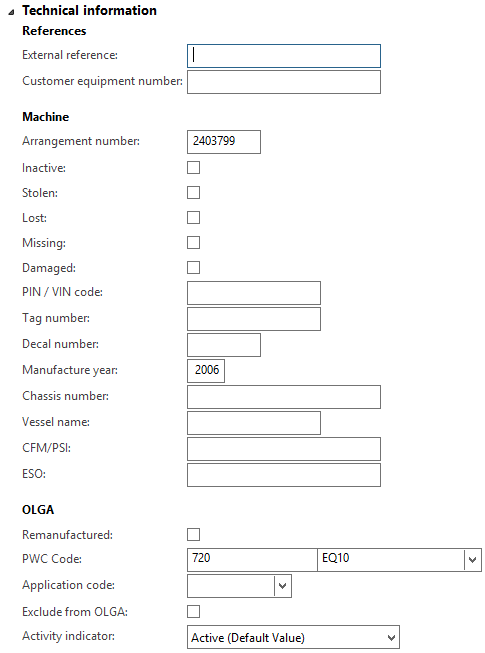 Technical information
References
External reference:
Customer equipment number:
Machine
Arrangement number: 2403799
Inactive:
Stolen:
Lost:
Missing:
Damaged:
PIN / VIN code:
Tag number:
Decal number:
Manufacture year: 2006
Chassis number:
Vessel name:
CFM/PSI:
ESO:
OLGA
Remanufactured:
PWC Code: 720 EQ10
Application code:
Exclude from OLGA:
Activity indicator: Active (Default Value)